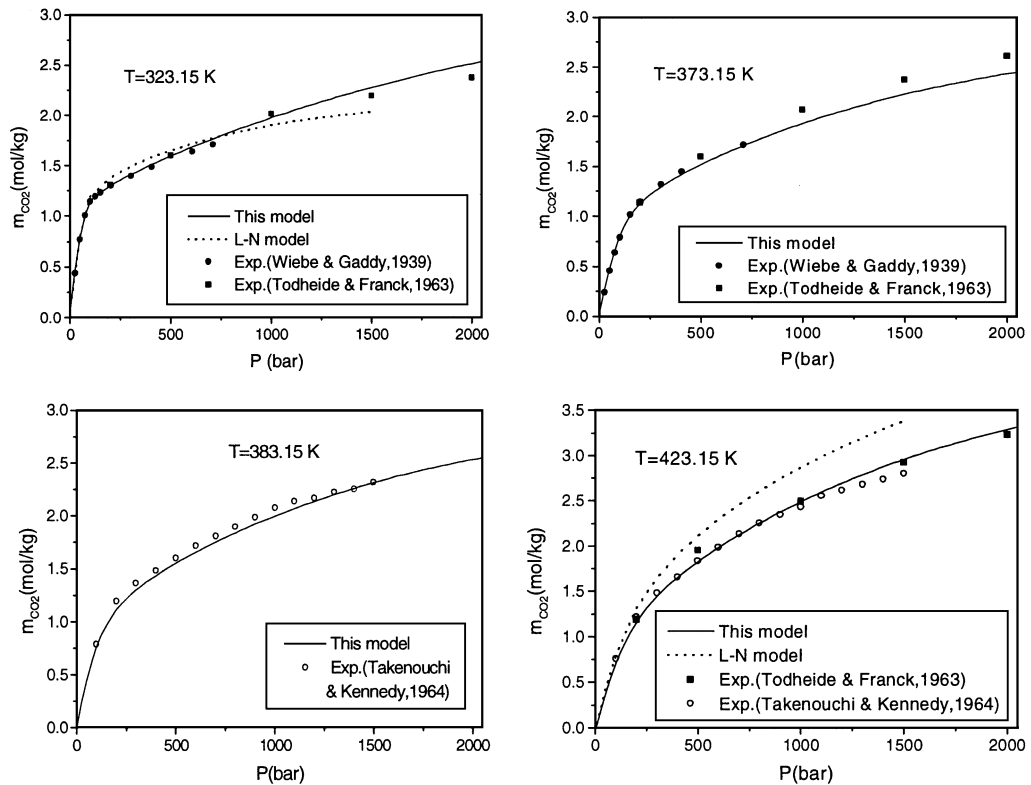 3.0
2.5
2.0
1.5
1.0
0.5
0.0
m_CO2(mol/kg)
T=323.15 K
This model
L-N model
Exp.(Wiebe & Gaddy,1939)
Exp.(Todheide & Franck,1963)
0 500 1000 1500 2000
P (bar)
3.0
2.5
2.0
1.5
1.0
0.5
0.0
m_CO2(mol/kg)
T=373.15 K
This model
Exp.(Wiebe & Gaddy,1939)
Exp.(Todheide & Franck,1963)
0 500 1000 1500 2000
P(bar)
3.0
2.5
2.0
1.5
1.0
0.5
0.0
m_CO2(mol/kg)
T=383.15 K
This model
Exp.(Takenouchi
& Kennedy,1964)
0 500 1000 1500 2000
P(bar)
3.5
3.0
2.5
2.0
1.5
1.0
0.5
0.0
m_CO2(mol/kg)
T=423.15 K
This model
L-N model
Exp.(Todheide & Franck,1963)
Exp.(Takenouchi & Kennedy,1964)
0 500 1000 1500 2000
P(bar)